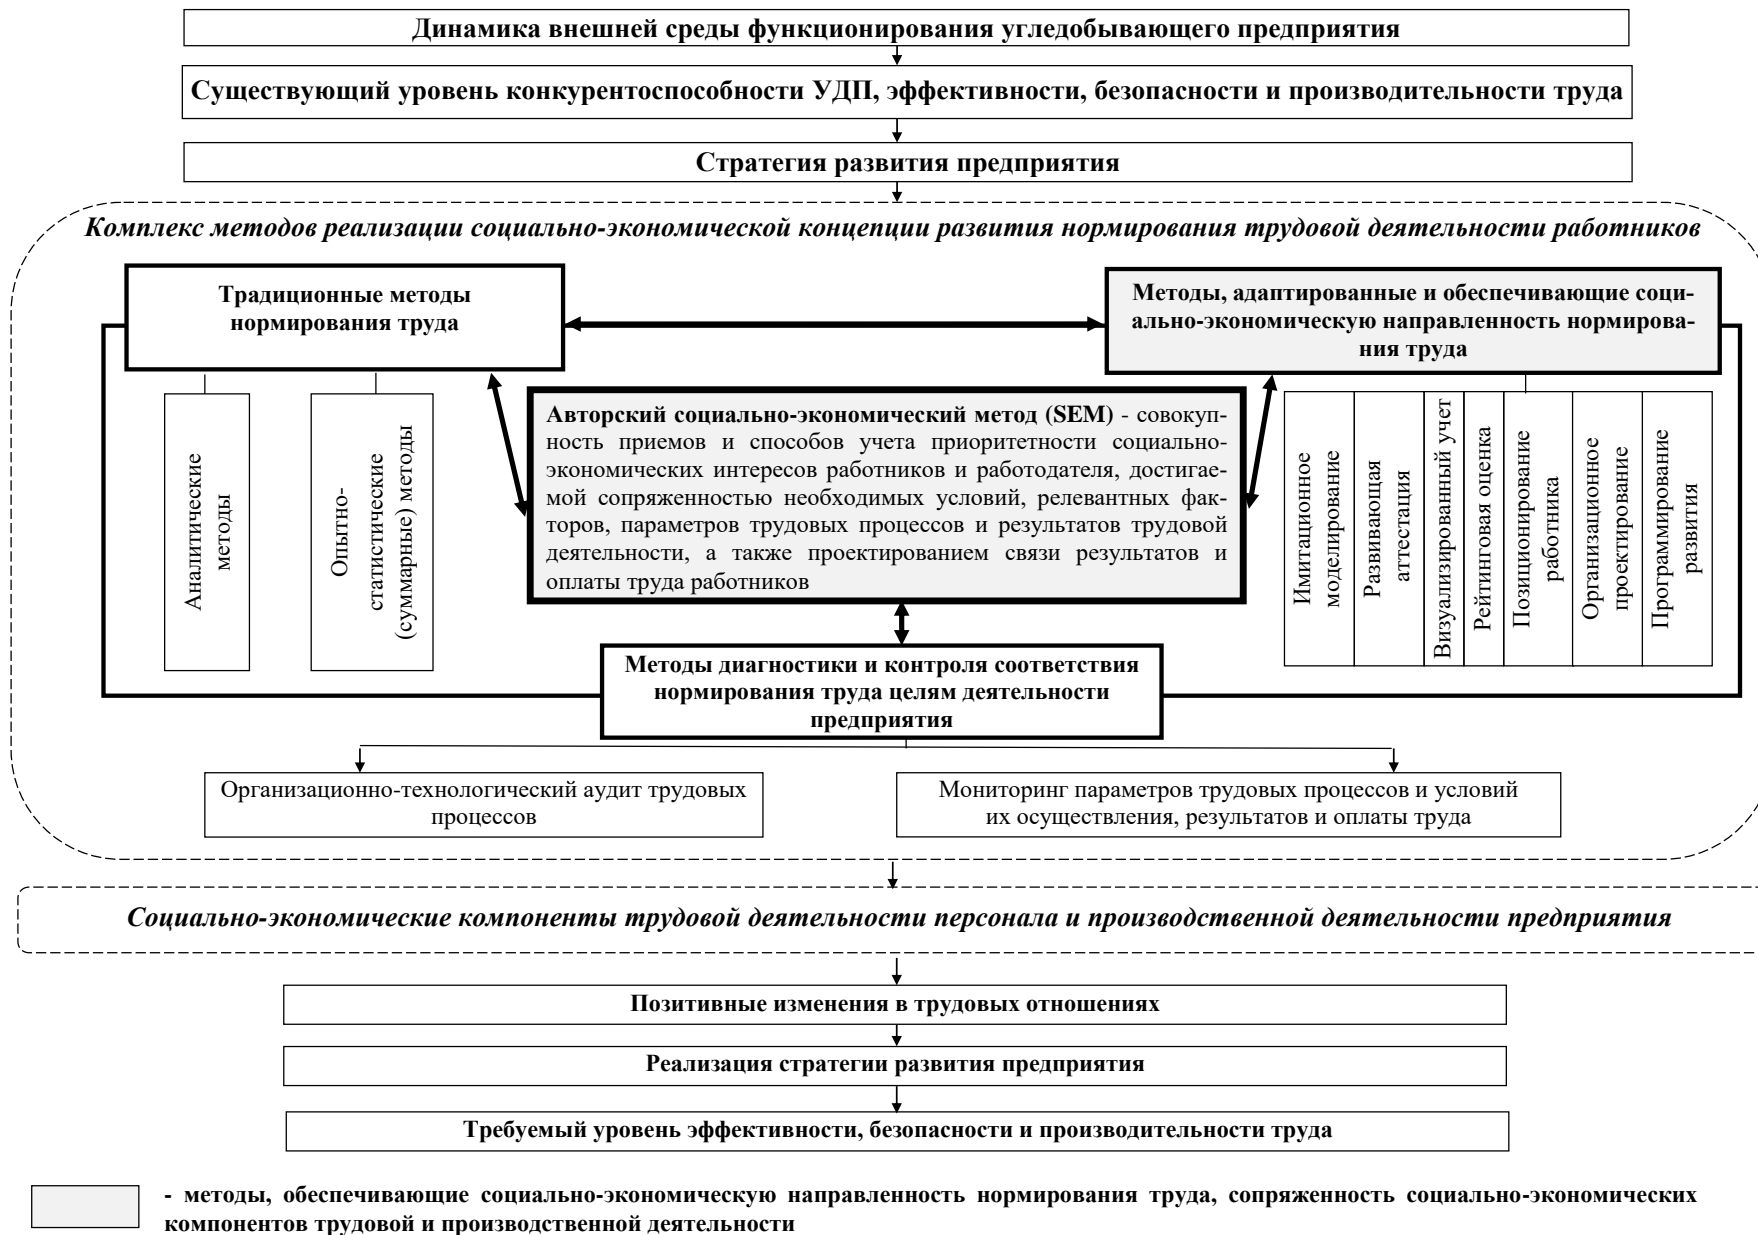 Динамика внешней среды функционирования угледобывающего предприятия
Существующий уровень конкурентоспособности УДП, эффективности, безопасности и производительности труда
Стратегия развития предприятия
Комплекс методов реализации социально-экономической концепции развития нормирования трудовой деятельности работников
Традиционные методы
нормирования труда
Методы, адаптированные и обеспечивающие соци-
ально-экономическую направленность нормирова-
ния труда
Аналитические
методы
Опытно-
статистические
(суммарные) методы
Авторский социально-экономический метод (SEM) - совокуп-
ность приемов и способов учета приоритетности социально-
экономических интересов работников и работодателя, достигае-
мой сопряженностью необходимых условий, релевантных фак-
торов, параметров трудовых процессов и результатов трудовой
деятельности, а также проектированием связи результатов и
оплаты труда работников
Имитационное
моделирование
Развивающая
аттестация
Визуализированный учет
Рейтинговая оценка
Позиционирование
работника
Организационное
проектирование
Программирование
развития
Методы диагностики и контроля соответствия
нормирования труда целям деятельности
предприятия
Организационно-технологический аудит трудовых
процессов
Мониторинг параметров трудовых процессов и условий
их осуществления, результатов и оплаты труда
Социально-экономические компоненты трудовой деятельности персонала и производственной деятельности предприятия
Позитивные изменения в трудовых отношениях
Реализация стратегии развития предприятия
Требуемый уровень эффективности, безопасности и производительности труда
- методы, обеспечивающие социально-экономическую направленность нормирования труда, сопряженность социально-экономических
компонентов трудовой и производственной деятельности